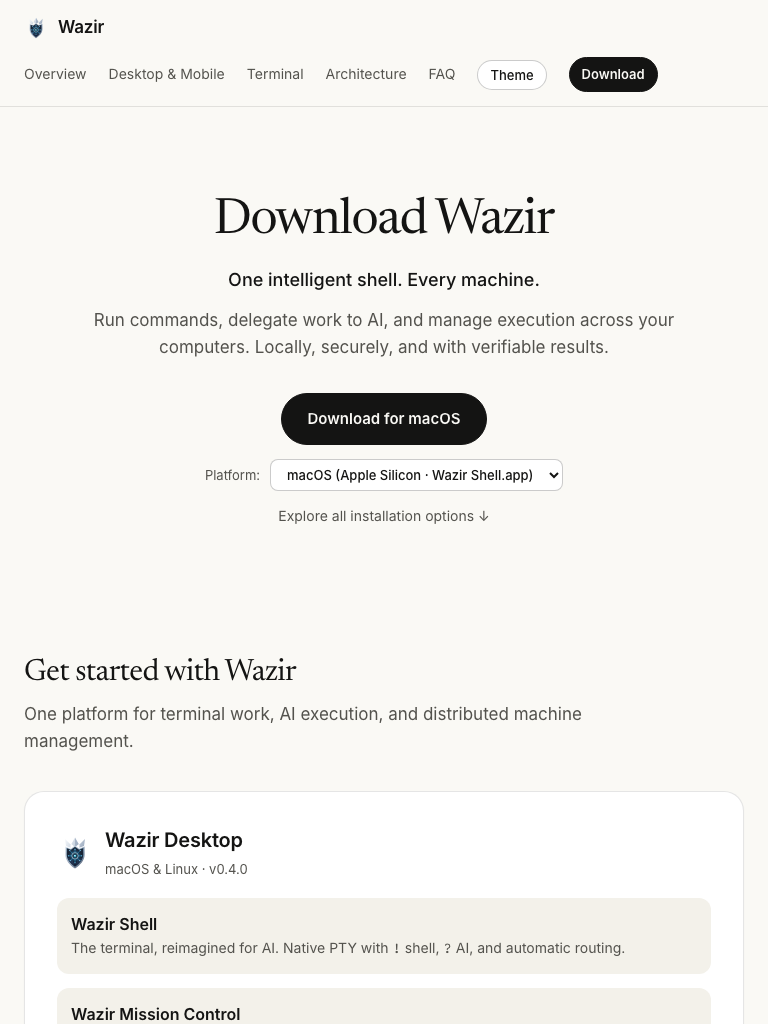 Wazir
Overview Desktop & Mobile Terminal Architecture FAQ Theme Download
Download Wazir
One intelligent shell. Every machine.
Run commands, delegate work to AI, and manage execution across your
computers. Locally, securely, and with verifiable results.
Download for macOS
Platform: macOS (Apple Silicon · Wazir Shell.app)
Explore all installation options ↓
Get started with Wazir
One platform for terminal work, AI execution, and distributed machine
management.
Wazir Desktop
macOS & Linux · v0.4.0
Wazir Shell
The terminal, reimagined for AI. Native PTY with ! shell, ? AI, and automatic routing.
Wazir Mission Control